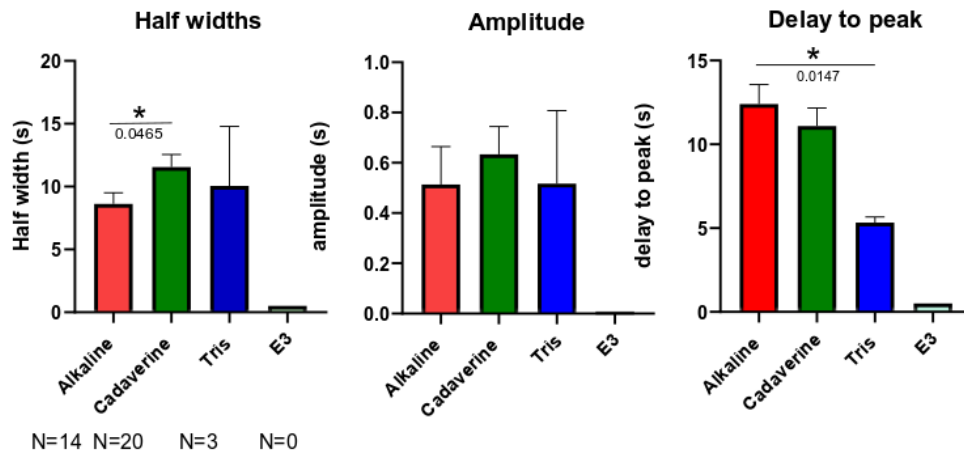 Half widths
Half width (s)
20
15
10
5
0
*
0.0465
Alkaline
Cadaverine
Tris
E3
N=14 N=20 N=3 N=0
Amplitude
amplitude (s)
1.0
0.8
0.6
0.4
0.2
0.0
Alkaline
Cadaverine
Tris
E3
Delay to peak
delay to peak (s)
15
10
5
0
*
0.0147
Alkaline
Cadaverine
Tris
E3